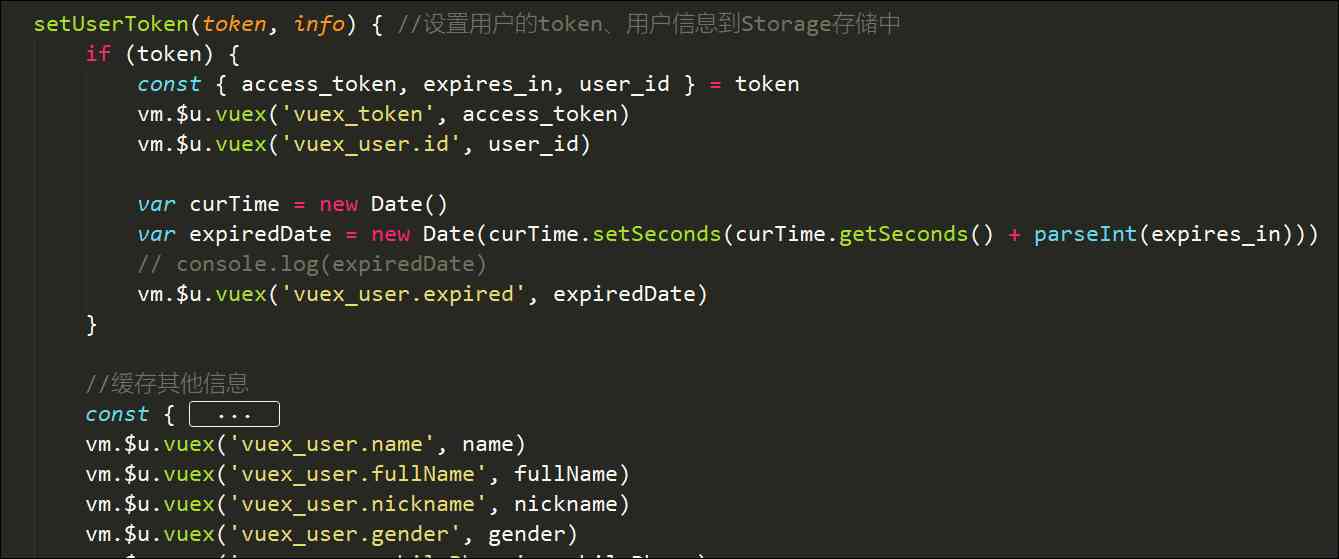 setUserToken(token, info) { //设置用户的token、用户信息到Storage存储中
if (token) {
const { access_token, expires_in, user_id } = token
vm.$u.vuex('vuex_token', access_token)
vm.$u.vuex('vuex_user.id', user_id)
var curTime = new Date()
var expiredDate = new Date(curTime.setSeconds(curTime.getSeconds() + parseInt(expires_in)))
// console.log(expiredDate)
vm.$u.vuex('vuex_user.expired', expiredDate)
}
//缓存其他信息
const { ...
vm.$u.vuex('vuex_user.name', name)
vm.$u.vuex('vuex_user.fullName', fullName)
vm.$u.vuex('vuex_user.nickname', nickname)
vm.$u.vuex('vuex_user.gender', gender)